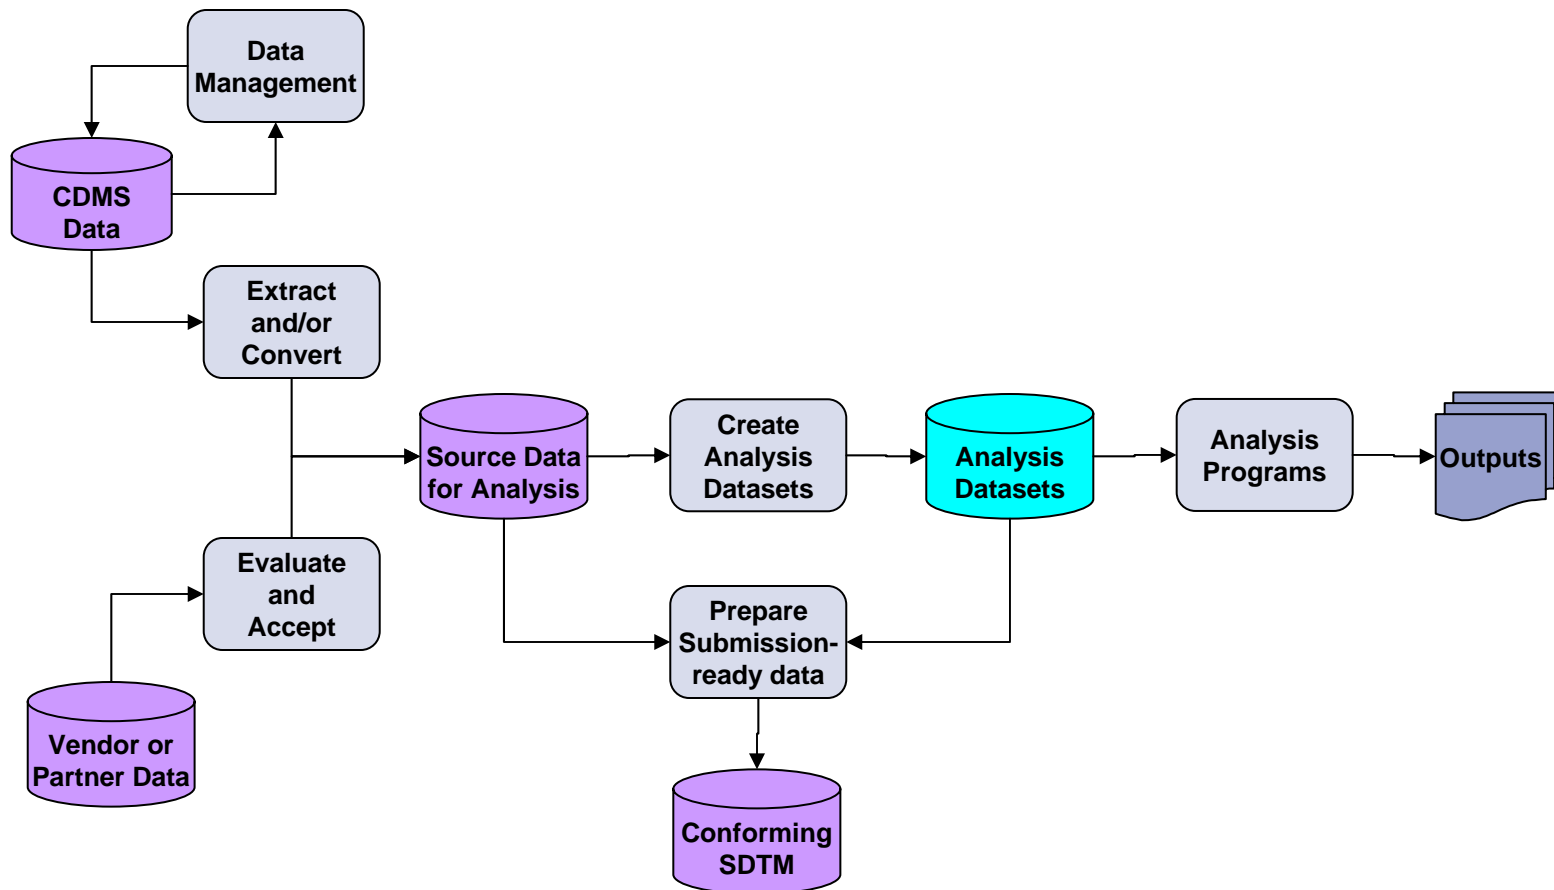 Data
Management
CDMS
Data
Extract
and/or
Convert
Source Data
for Analysis
Create
Analysis
Datasets
Analysis
Datasets
Analysis
Programs
Outputs
Evaluate
and
Accept
Prepare
Submission-
ready data
Vendor or
Partner Data
Conforming
SDTM